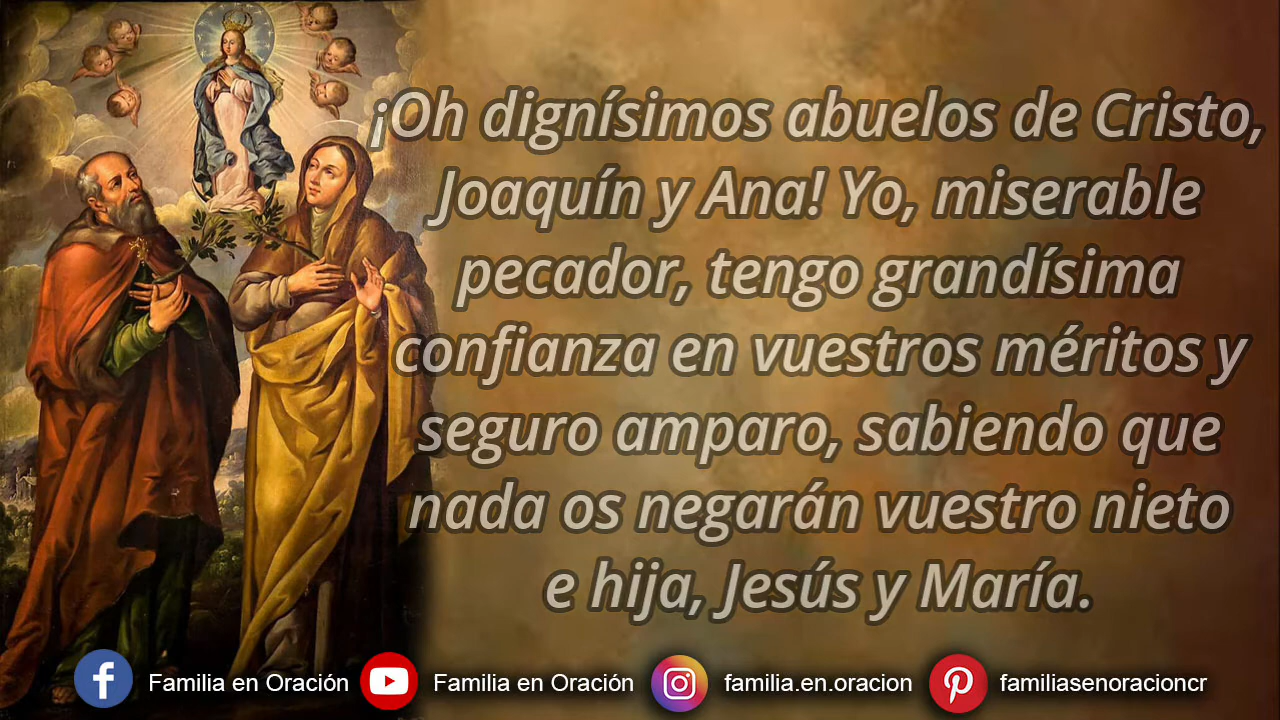 ¡Oh dignísimos abuelos de Cristo,
Joaquín y Ana! Yo, miserable
pecador, tengo grandísima
confianza en vuestros méritos y
seguro amparo, sabiendo que
nada os negarán vuestro nieto
e hija, Jesús y María.
Familia en Oración
Familia en Oración
familia.en.oracion
familiasenoracioncr